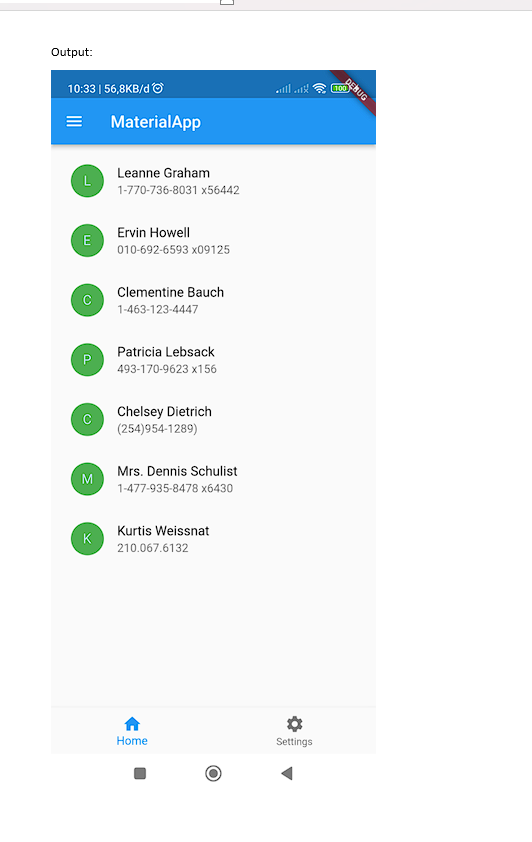 Output:
10:33 | 56,8KB/d
100
DEBUG
MaterialApp
L
Leanne Graham
1-770-736-8031 x56442
E
Ervin Howell
010-692-6593 x09125
C
Clementine Bauch
1-463-123-4447
P
Patricia Lebsack
493-170-9623 x156
C
Chelsey Dietrich
(254)954-1289)
M
Mrs. Dennis Schulist
1-477-935-8478 x6430
K
Kurtis Weissnat
210.067.6132
Home
Settings